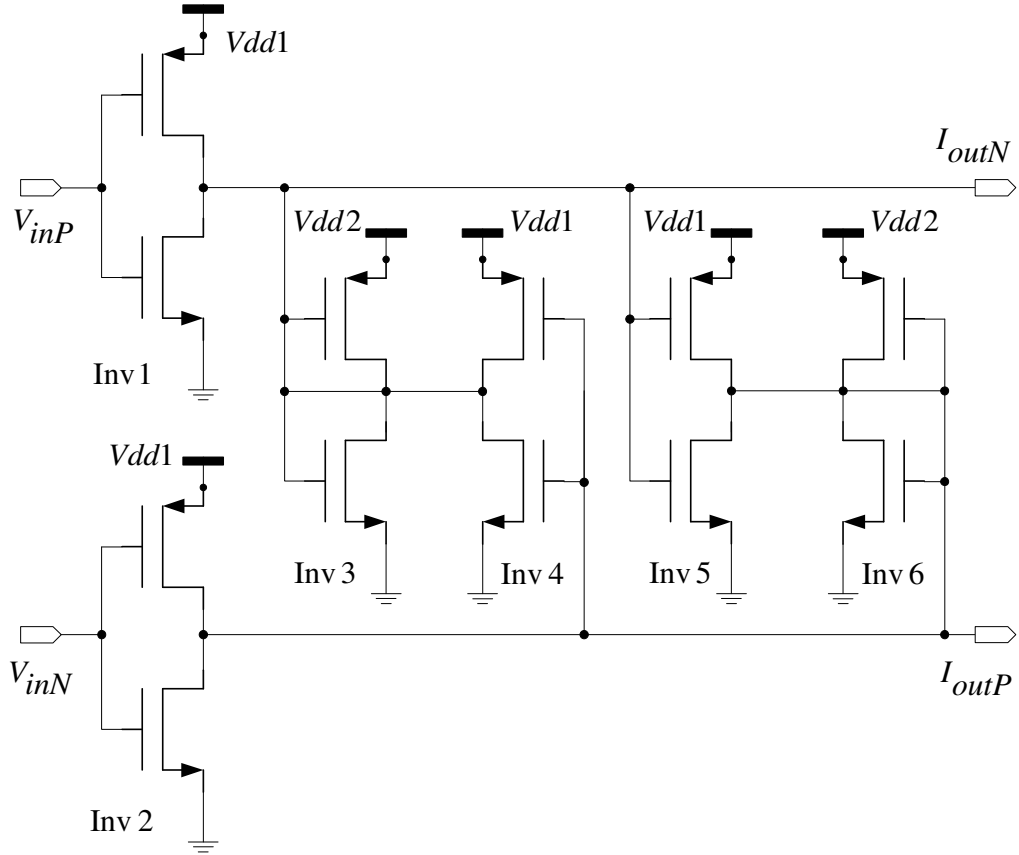 Vdd1
I_outN
V_inP
Vdd2 Vdd1 Vdd1 Vdd2
Inv 1
Vdd1
Inv 3 Inv 4 Inv 5 Inv 6
V_inN
I_outP
Inv 2